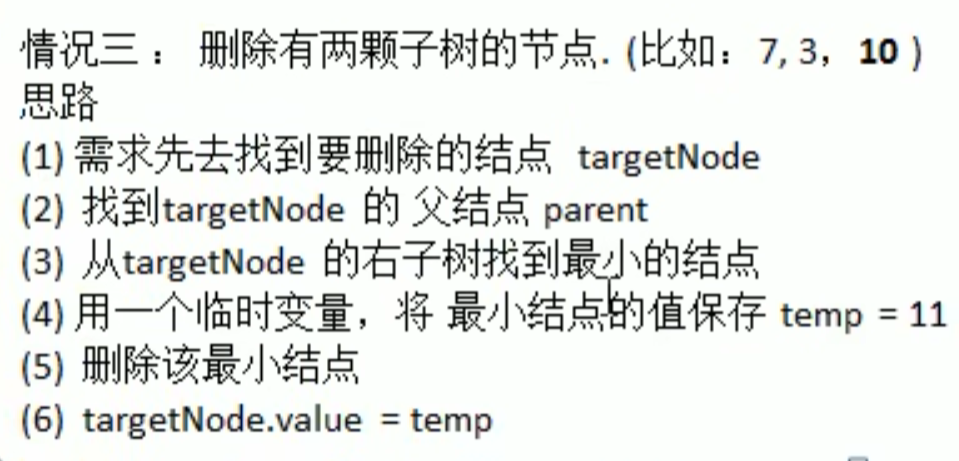 情况三： 删除有两颗子树的节点. (比如：7, 3，10 )
思路
(1) 需求先去找到要删除的结点 targetNode
(2) 找到targetNode 的 父结点 parent
(3) 从targetNode 的右子树找到最小的结点
(4) 用一个临时变量，将 最小结点的值保存 temp = 11
(5) 删除该最小结点
(6) targetNode.value = temp